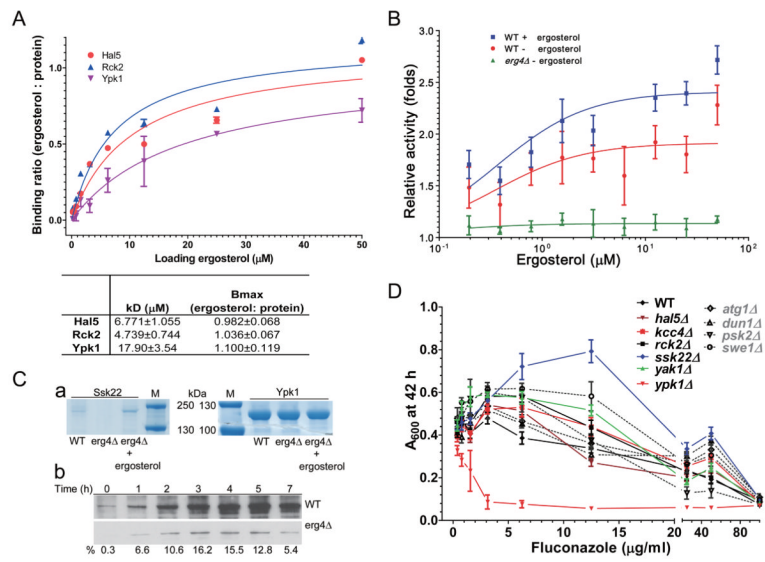 A
Hal5
Rck2
Ypk1
Binding ratio (ergosterol : protein)
1.0
0.5
0.0
0 10 20 30 40 50
Loading ergosterol (μM)
kD (μM) Bmax (ergosterol: protein)
Hal5 6.771±1.055 0.982±0.068
Rck2 4.739±0.744 1.036±0.067
Ypk1 17.90±3.54 1.100±0.119
B
WT + ergosterol
WT - ergosterol
erg4Δ - ergosterol
Relative activity (folds)
3.0
2.5
2.0
1.5
1.0
10⁻¹ 10⁰ 10¹ 10²
Ergosterol (μM)
C
a
Ssk22 M kDa M Ypk1
250 130
130 100
WT erg4Δ erg4Δ + ergosterol
WT erg4Δ erg4Δ + ergosterol
b
Time (h) 0 1 2 3 4 5 7
WT
erg4Δ
% 0.3 6.6 10.6 16.2 15.5 12.8 5.4
D
WT
hal5Δ
kcc4Δ
rck2Δ
ssk22Δ
yak1Δ
ypk1Δ
atg1Δ
dun1Δ
psk2Δ
swe1Δ
A600 at 42 h
1.0
0.8
0.6
0.4
0.2
0.0
0 5 10 15 20 40 80
Fluconazole (μg/ml)